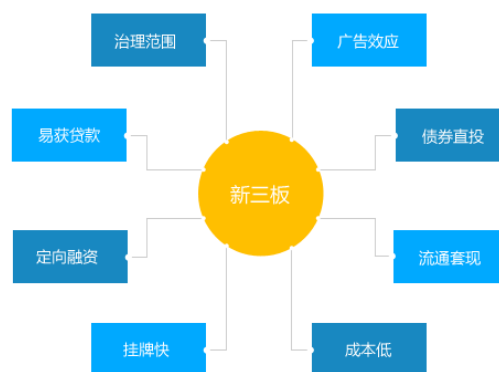 治理范围
广告效应
易获贷款
债券直投
新三板
定向融资
流通套现
挂牌快
成本低